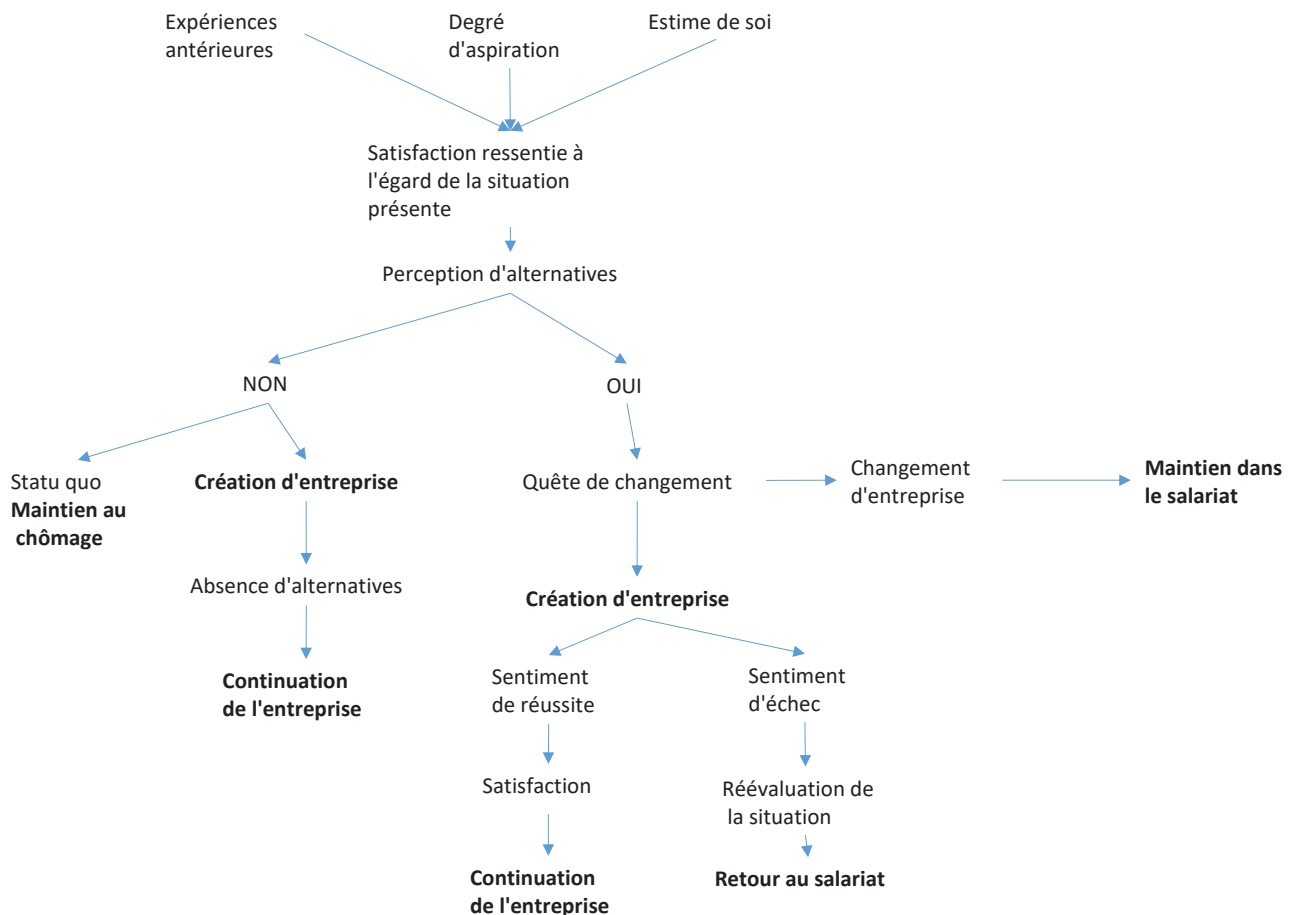 Expériences
antérieures
Degré
d'aspiration
Estime de soi
Satisfaction ressentie à
l'égard de la situation
présente
Perception d'alternatives
NON
OUI
Statu quo
Maintien au
chômage
Création d'entreprise
Quête de changement
Changement
d'entreprise
Maintien dans
le salariat
Absence d'alternatives
Création d'entreprise
Continuation
de l'entreprise
Sentiment
de réussite
Sentiment
d'échec
Satisfaction
Réévaluation de
la situation
Continuation
de l'entreprise
Retour au salariat